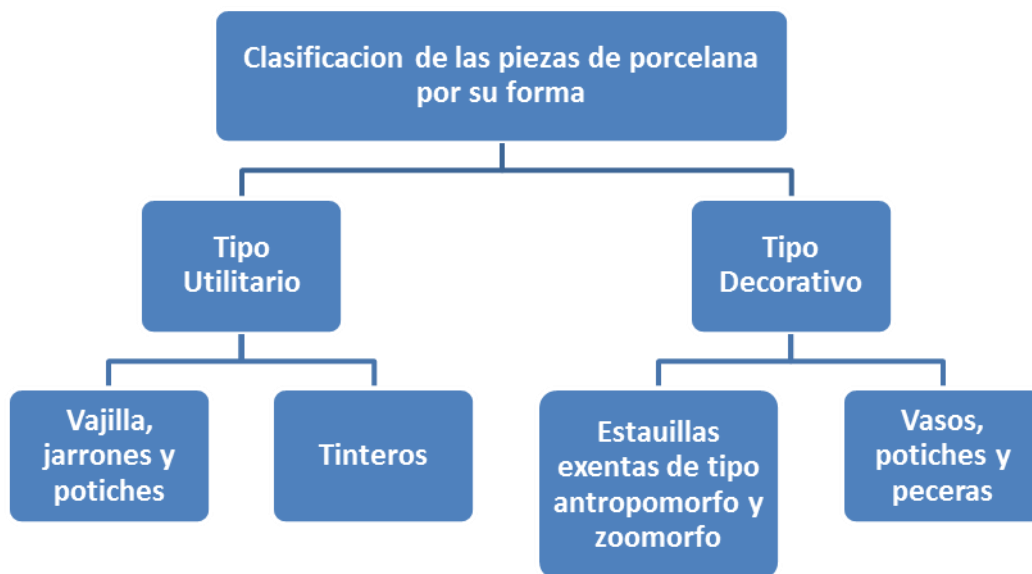 Clasificacion de las piezas de porcelana
por su forma
Tipo
Utilitario
Tipo
Decorativo
Vajilla,
jarrones y
potiches
Tinteros
Estauillas
exentas de tipo
antropomorfo y
zoomorfo
Vasos,
potiches y
peceras